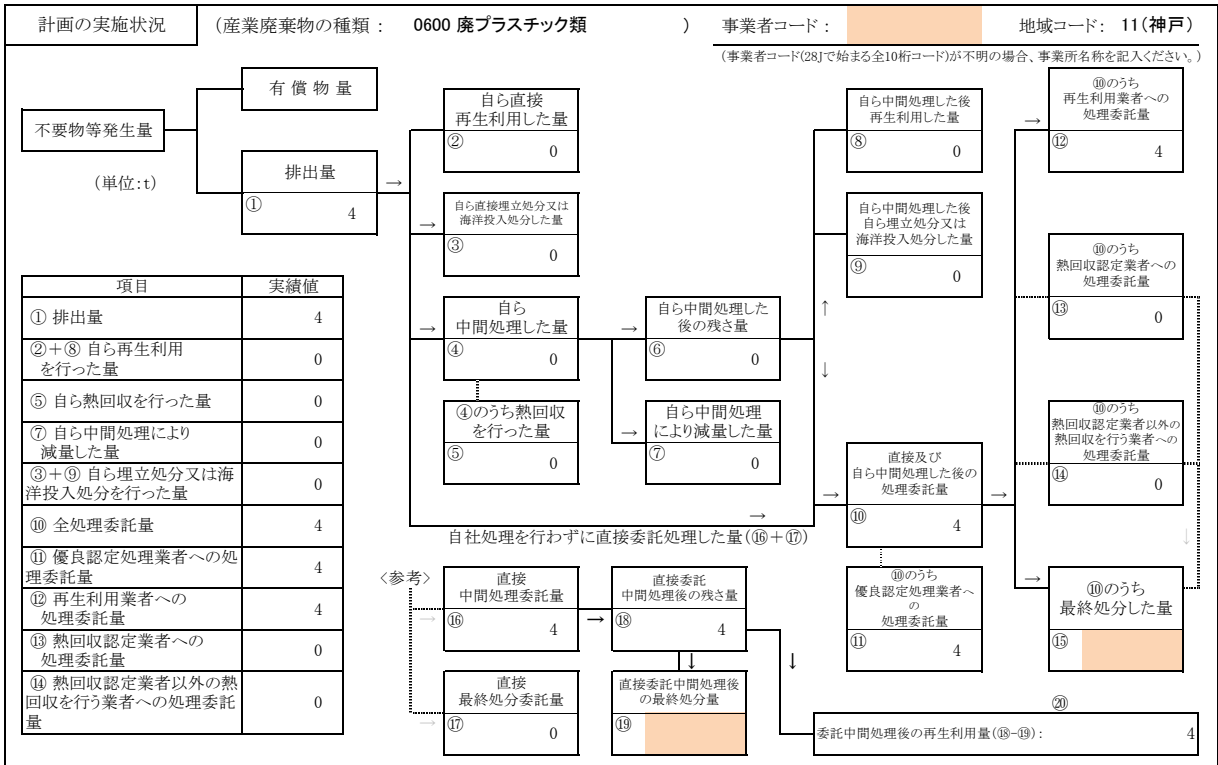 計画の実施状況 (産業廃棄物の種類 : 0600 廃プラスチック類 ) 事業者コード : 地域コード: 11(神戸)
(事業者コード(28Jで始まる全10桁コード)が不明の場合、事業所名称を記入ください。)
不要物等発生量
(単位:t)
有 償 物 量
排出量
→
① 4
自ら直接
再生利用した量
② 0
→
自ら直接埋立処分又は
海洋投入処分した量
③ 0
→
自ら
中間処理した量
④ 0
④のうち熱回収
を行った量
⑤ 0
→
自ら中間処理した
後の残さ量
⑥ 0
→
自ら中間処理
により減量した量
⑦ 0
自ら中間処理した後
再生利用した量
⑧ 0
自ら中間処理した後
自ら埋立処分又は
海洋投入処分した量
⑨ 0
↑
↓
→
自社処理を行わずに直接委託処理した量(⑯+⑰)
→
直接及び
自ら中間処理した後の
処理委託量
⑩ 4
→
⑩のうち
優良認定処理業者へ
の
処理委託量
⑪ 4
→
⑩のうち
再生利用業者への
処理委託量
⑫ 4
⑩のうち
熱回収認定業者への
処理委託量
⑬ 0
⑩のうち
熱回収認定業者以外の
熱回収を行う業者への
処理委託量
⑭ 0
↓
→
⑩のうち
最終処分した量
⑮
項目 実績値
① 排出量 4
②+⑧ 自ら再生利用
を行った量 0
⑤ 自ら熱回収を行った量 0
⑦ 自ら中間処理により
減量した量 0
③+⑨ 自ら埋立処分又は海
洋投入処分を行った量 0
⑩ 全処理委託量 4
⑪ 優良認定処理業者への処
理委託量 4
⑫ 再生利用業者への
処理委託量 4
⑬ 熱回収認定業者への
処理委託量 0
⑭ 熱回収認定業者以外の熱
回収を行う業者への処理委託
量 0
<参考>
→
直接
中間処理委託量
⑯ 4
→
直接委託
中間処理後の残さ量
⑱ 4
→
直接
最終処分委託量
⑰ 0
↓
直接委託中間処理後
の最終処分量
⑲
↓
⑳
委託中間処理後の再生利用量(⑱-⑲) : 4